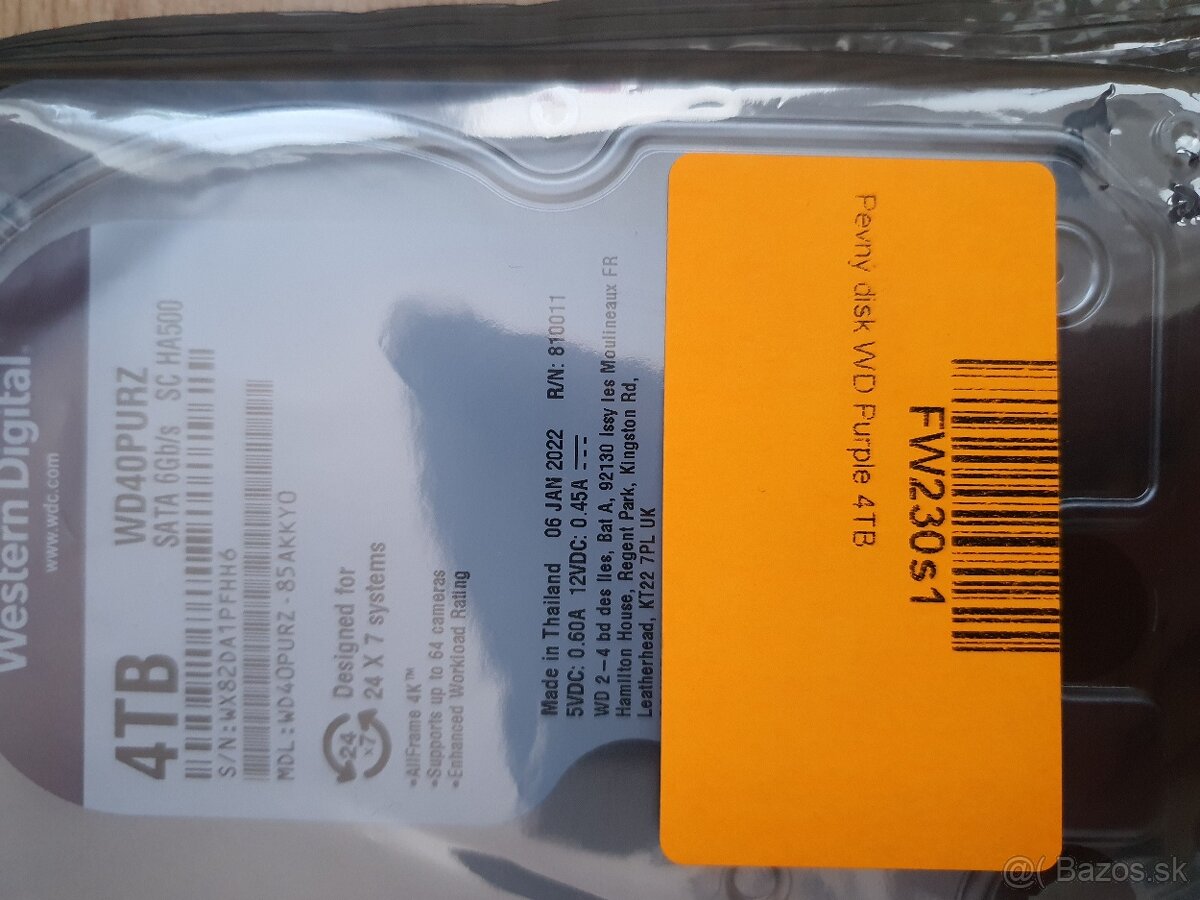 Western Digital
www.wdc.com
4TB
WD40PURZ
SATA 6Gb/s SC HA500
S/N: WX82DA1PFHH6
MDL: WD40PURZ-85AKKY0
24
x7
Designed for
24 X 7 systems
•AllFrame 4K™
•Supports up to 64 cameras
•Enhanced Workload Rating
Made in Thailand 06 JAN 2022 R/N: 810011
5VDC: 0.60A 12VDC: 0.45A
WD 2-4 bd des Iles, Bat A, 92130 Issy les Moulineaux FR
Hamilton House, Regent Park, Kingston Rd,
Leatherhead, KT22 7PL UK
Pevný disk WD Purple 4TB
FW230s1
@( Bazos.sk